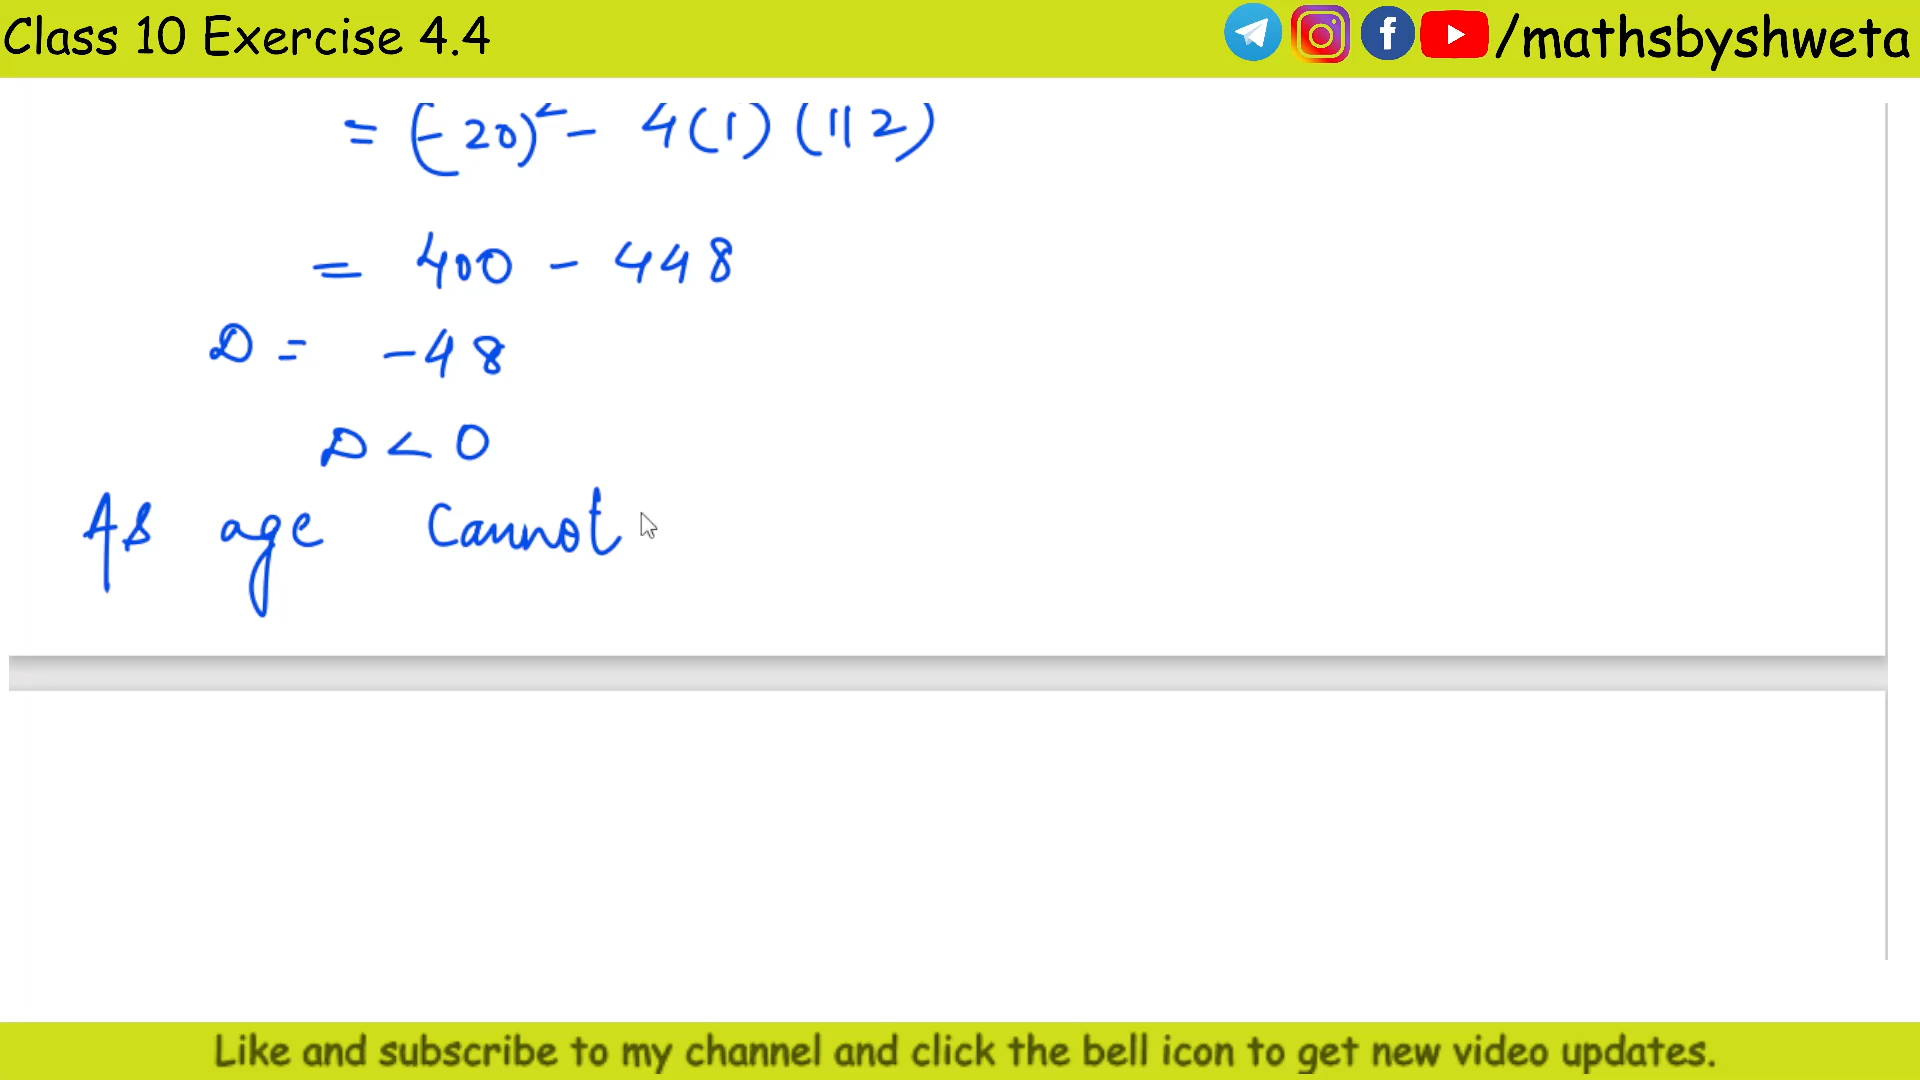 Class 10 Exercise 4.4
/mathsbyshweta
= (-20)² - 4(1)(112)
= 400 - 448
D = -48
D < 0
As age Cannot
Like and subscribe to my channel and click the bell icon to get new video updates.